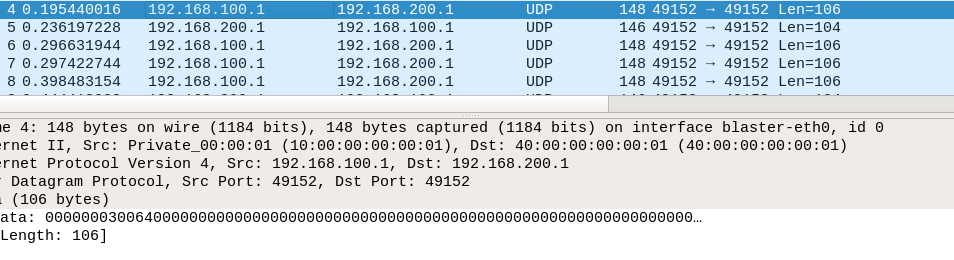 4 0.195440016 192.168.100.1 192.168.200.1 UDP 148 49152 → 49152 Len=106
5 0.236197228 192.168.200.1 192.168.100.1 UDP 146 49152 → 49152 Len=104
6 0.296631944 192.168.100.1 192.168.200.1 UDP 148 49152 → 49152 Len=106
7 0.297422744 192.168.100.1 192.168.200.1 UDP 148 49152 → 49152 Len=106
8 0.398483154 192.168.100.1 192.168.200.1 UDP 148 49152 → 49152 Len=106
e 4: 148 bytes on wire (1184 bits), 148 bytes captured (1184 bits) on interface blaster-eth0, id 0
ernet II, Src: Private_00:00:01 (10:00:00:00:00:01), Dst: 40:00:00:00:00:01 (40:00:00:00:00:01)
ernet Protocol Version 4, Src: 192.168.100.1, Dst: 192.168.200.1
Datagram Protocol, Src Port: 49152, Dst Port: 49152
(106 bytes)
ata: 000000030064000000000000000000000000000000000000000000000000000000000000…
Length: 106]